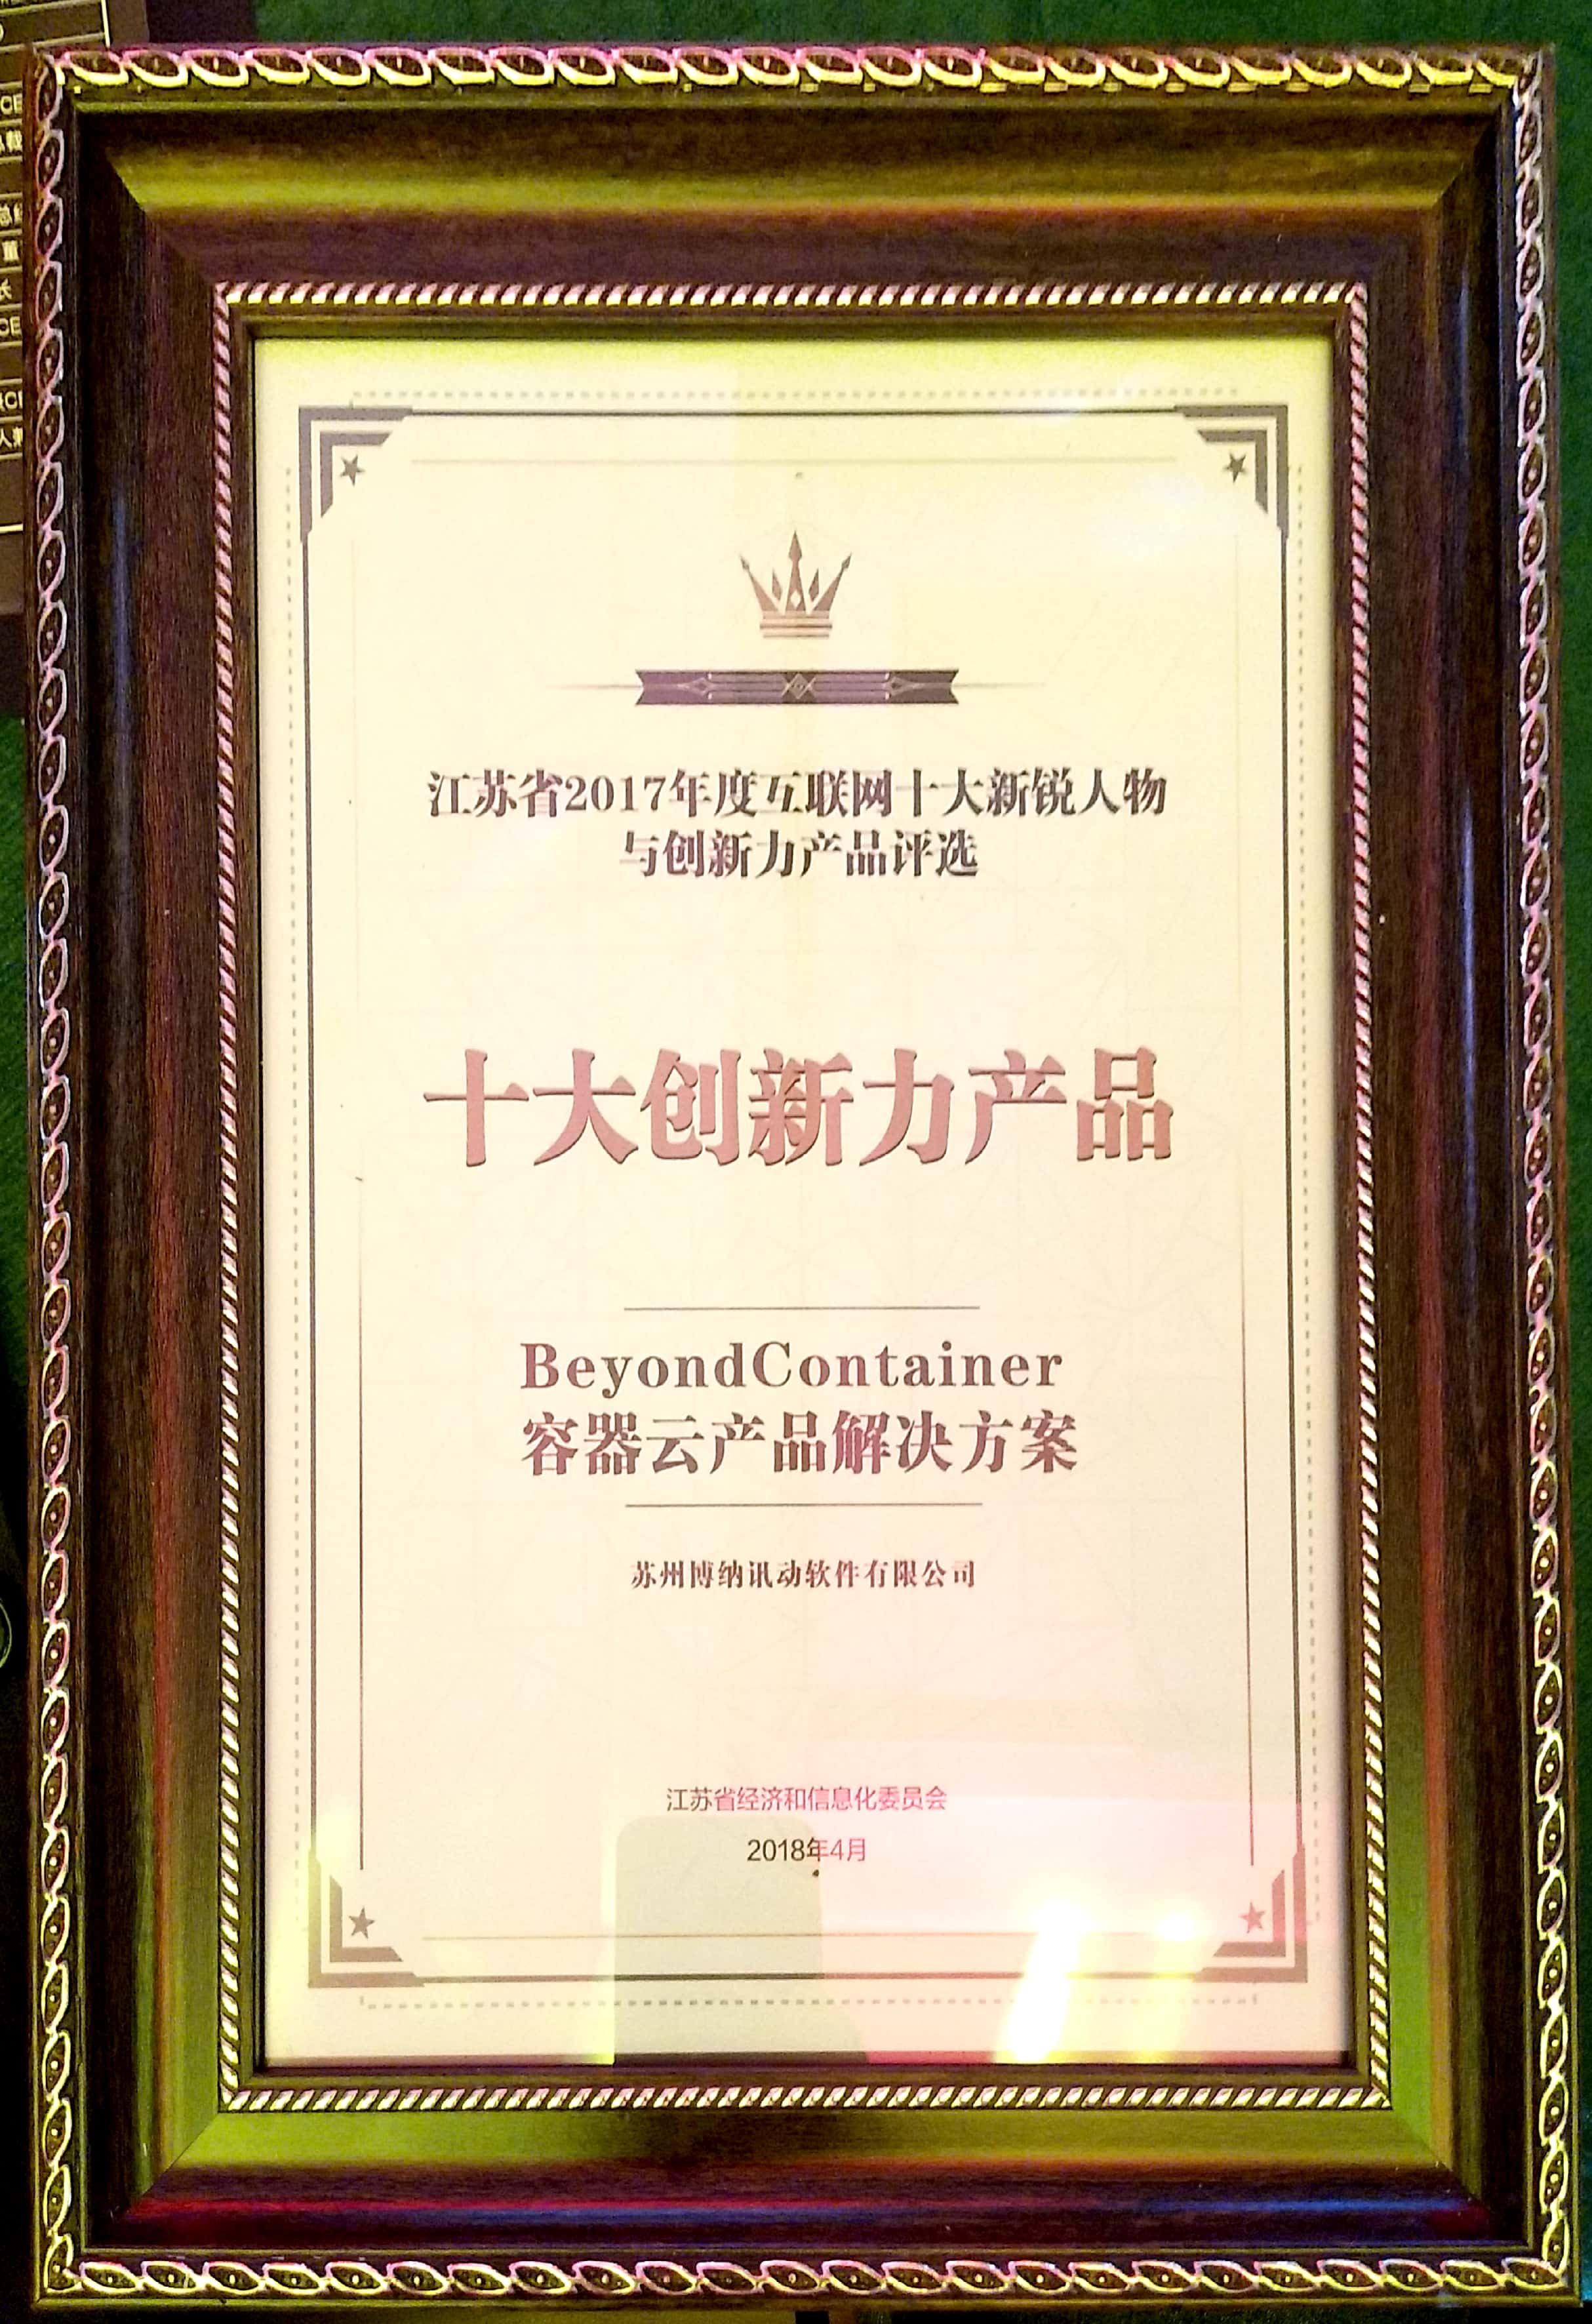 江苏省2017年度互联网十大新锐人物
与创新力产品评选
十大创新力产品
BeyondContainer
容器云产品解决方案
苏州博纳讯动软件有限公司
江苏省经济和信息化委员会
2018年4月